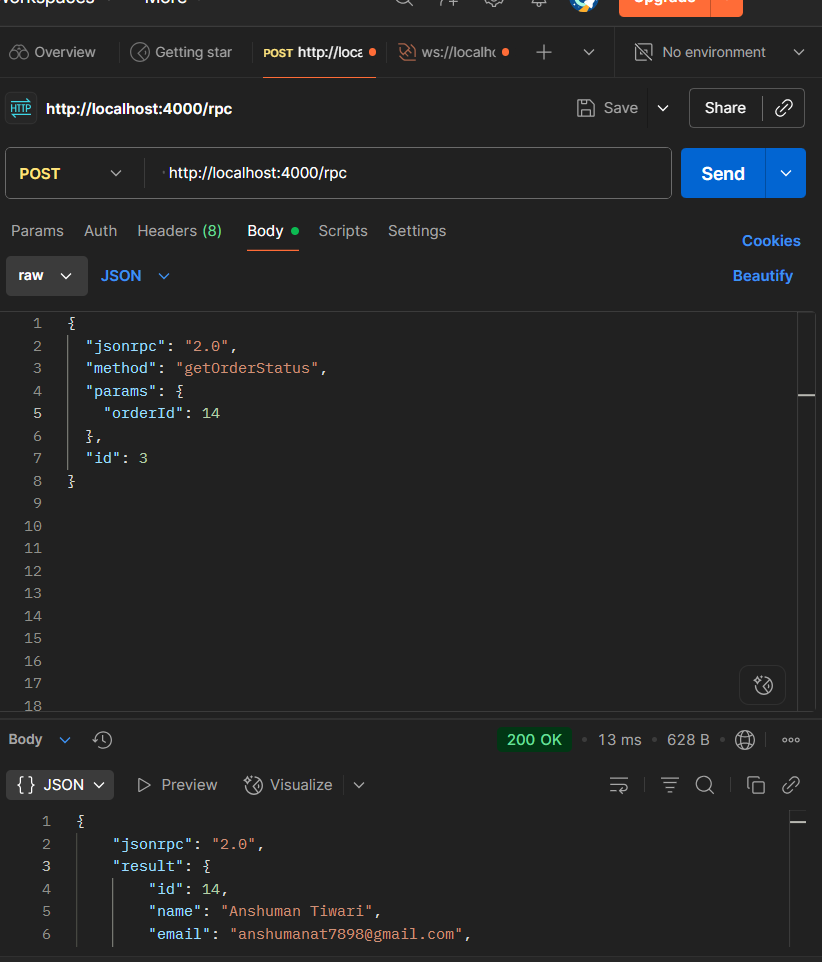 More
Upgrade
Overview
Getting star
POST http://loca
ws://localhc
No environment
HTTP
http://localhost:4000/rpc
Save
Share
POST
http://localhost:4000/rpc
Send
Params
Auth
Headers (8)
Body
Scripts
Settings
Cookies
raw
JSON
Beautify
1 {
2 "jsonrpc": "2.0",
3 "method": "getOrderStatus",
4 "params": {
5 "orderId": 14
6 },
7 "id": 3
8 }
9
10
11
12
13
14
15
16
17
18
Body
200 OK
13 ms
628 B
{} JSON
Preview
Visualize
1 {
2 "jsonrpc": "2.0",
3 "result": {
4 "id": 14,
5 "name": "Anshuman Tiwari",
6 "email": "anshumanat7898@gmail.com",